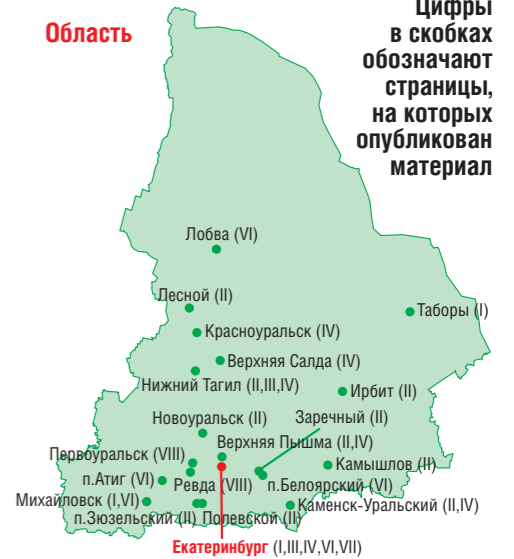 Область
Цифры
в скобках
обозначают
страницы,
на которых
опубликован
материал
Лобва (VI)
Лесной (II)
Таборы (I)
Красноуральск (IV)
Верхняя Салда (IV)
Нижний Тагил (II,III,IV)
Ирбит (II)
Новоуральск (II)
Заречный (II)
Верхняя Пышма (II,IV)
Первоуральск (VIII)
Камышлов (II)
п.Атиг (VI)
Ревда (VIII)
п.Белоярский (VI)
Михайловск (I,VI)
Каменск-Уральский (II,IV)
п.Зюзельский (II)
Полевской (II)
Екатеринбург (I,III,IV,VI,VII)